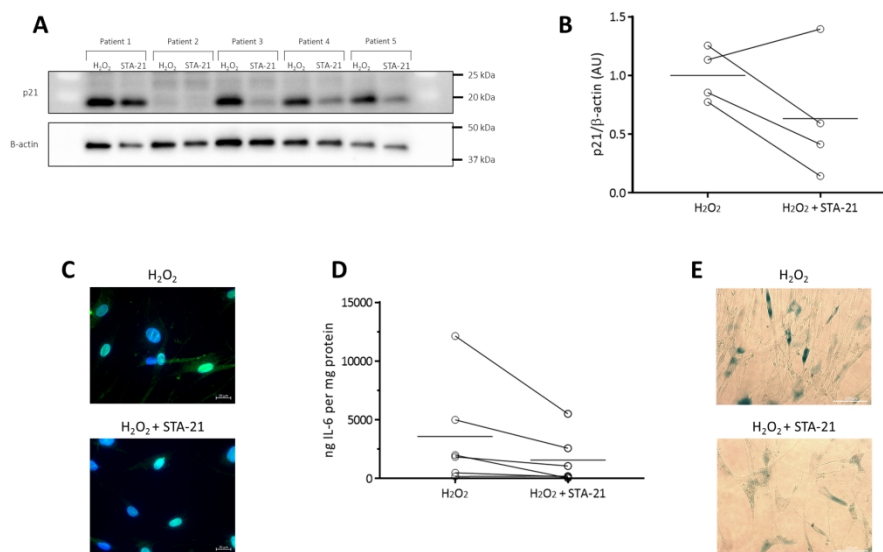 A
Patient 1 Patient 2 Patient 3 Patient 4 Patient 5
H₂O₂ STA-21 H₂O₂ STA-21 H₂O₂ STA-21 H₂O₂ STA-21 H₂O₂ STA-21
p21
25 kDa
20 kDa
B-actin
50 kDa
37 kDa
B
p21/β-actin (AU)
1.5
1.0
0.5
0.0
H₂O₂ H₂O₂ + STA-21
C
H₂O₂
H₂O₂ + STA-21
D
ng IL-6 per mg protein
15000
10000
5000
0
H₂O₂ H₂O₂ + STA-21
E
H₂O₂
H₂O₂ + STA-21